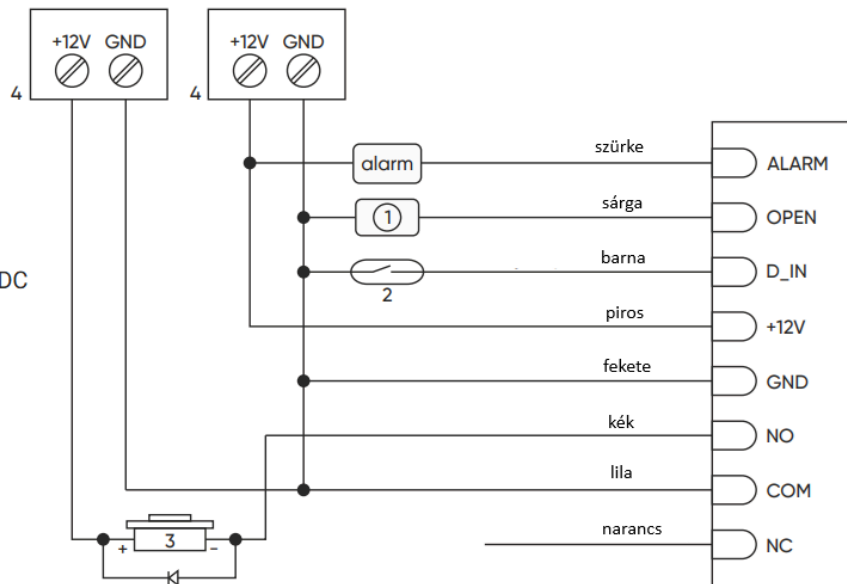 +12V GND
4
+12V GND
4
alarm
szürke
ALARM
1
sárga
OPEN
DC
2
barna
D_IN
piros
+12V
fekete
GND
kék
NO
lila
COM
+ 3 -
narancs
NC